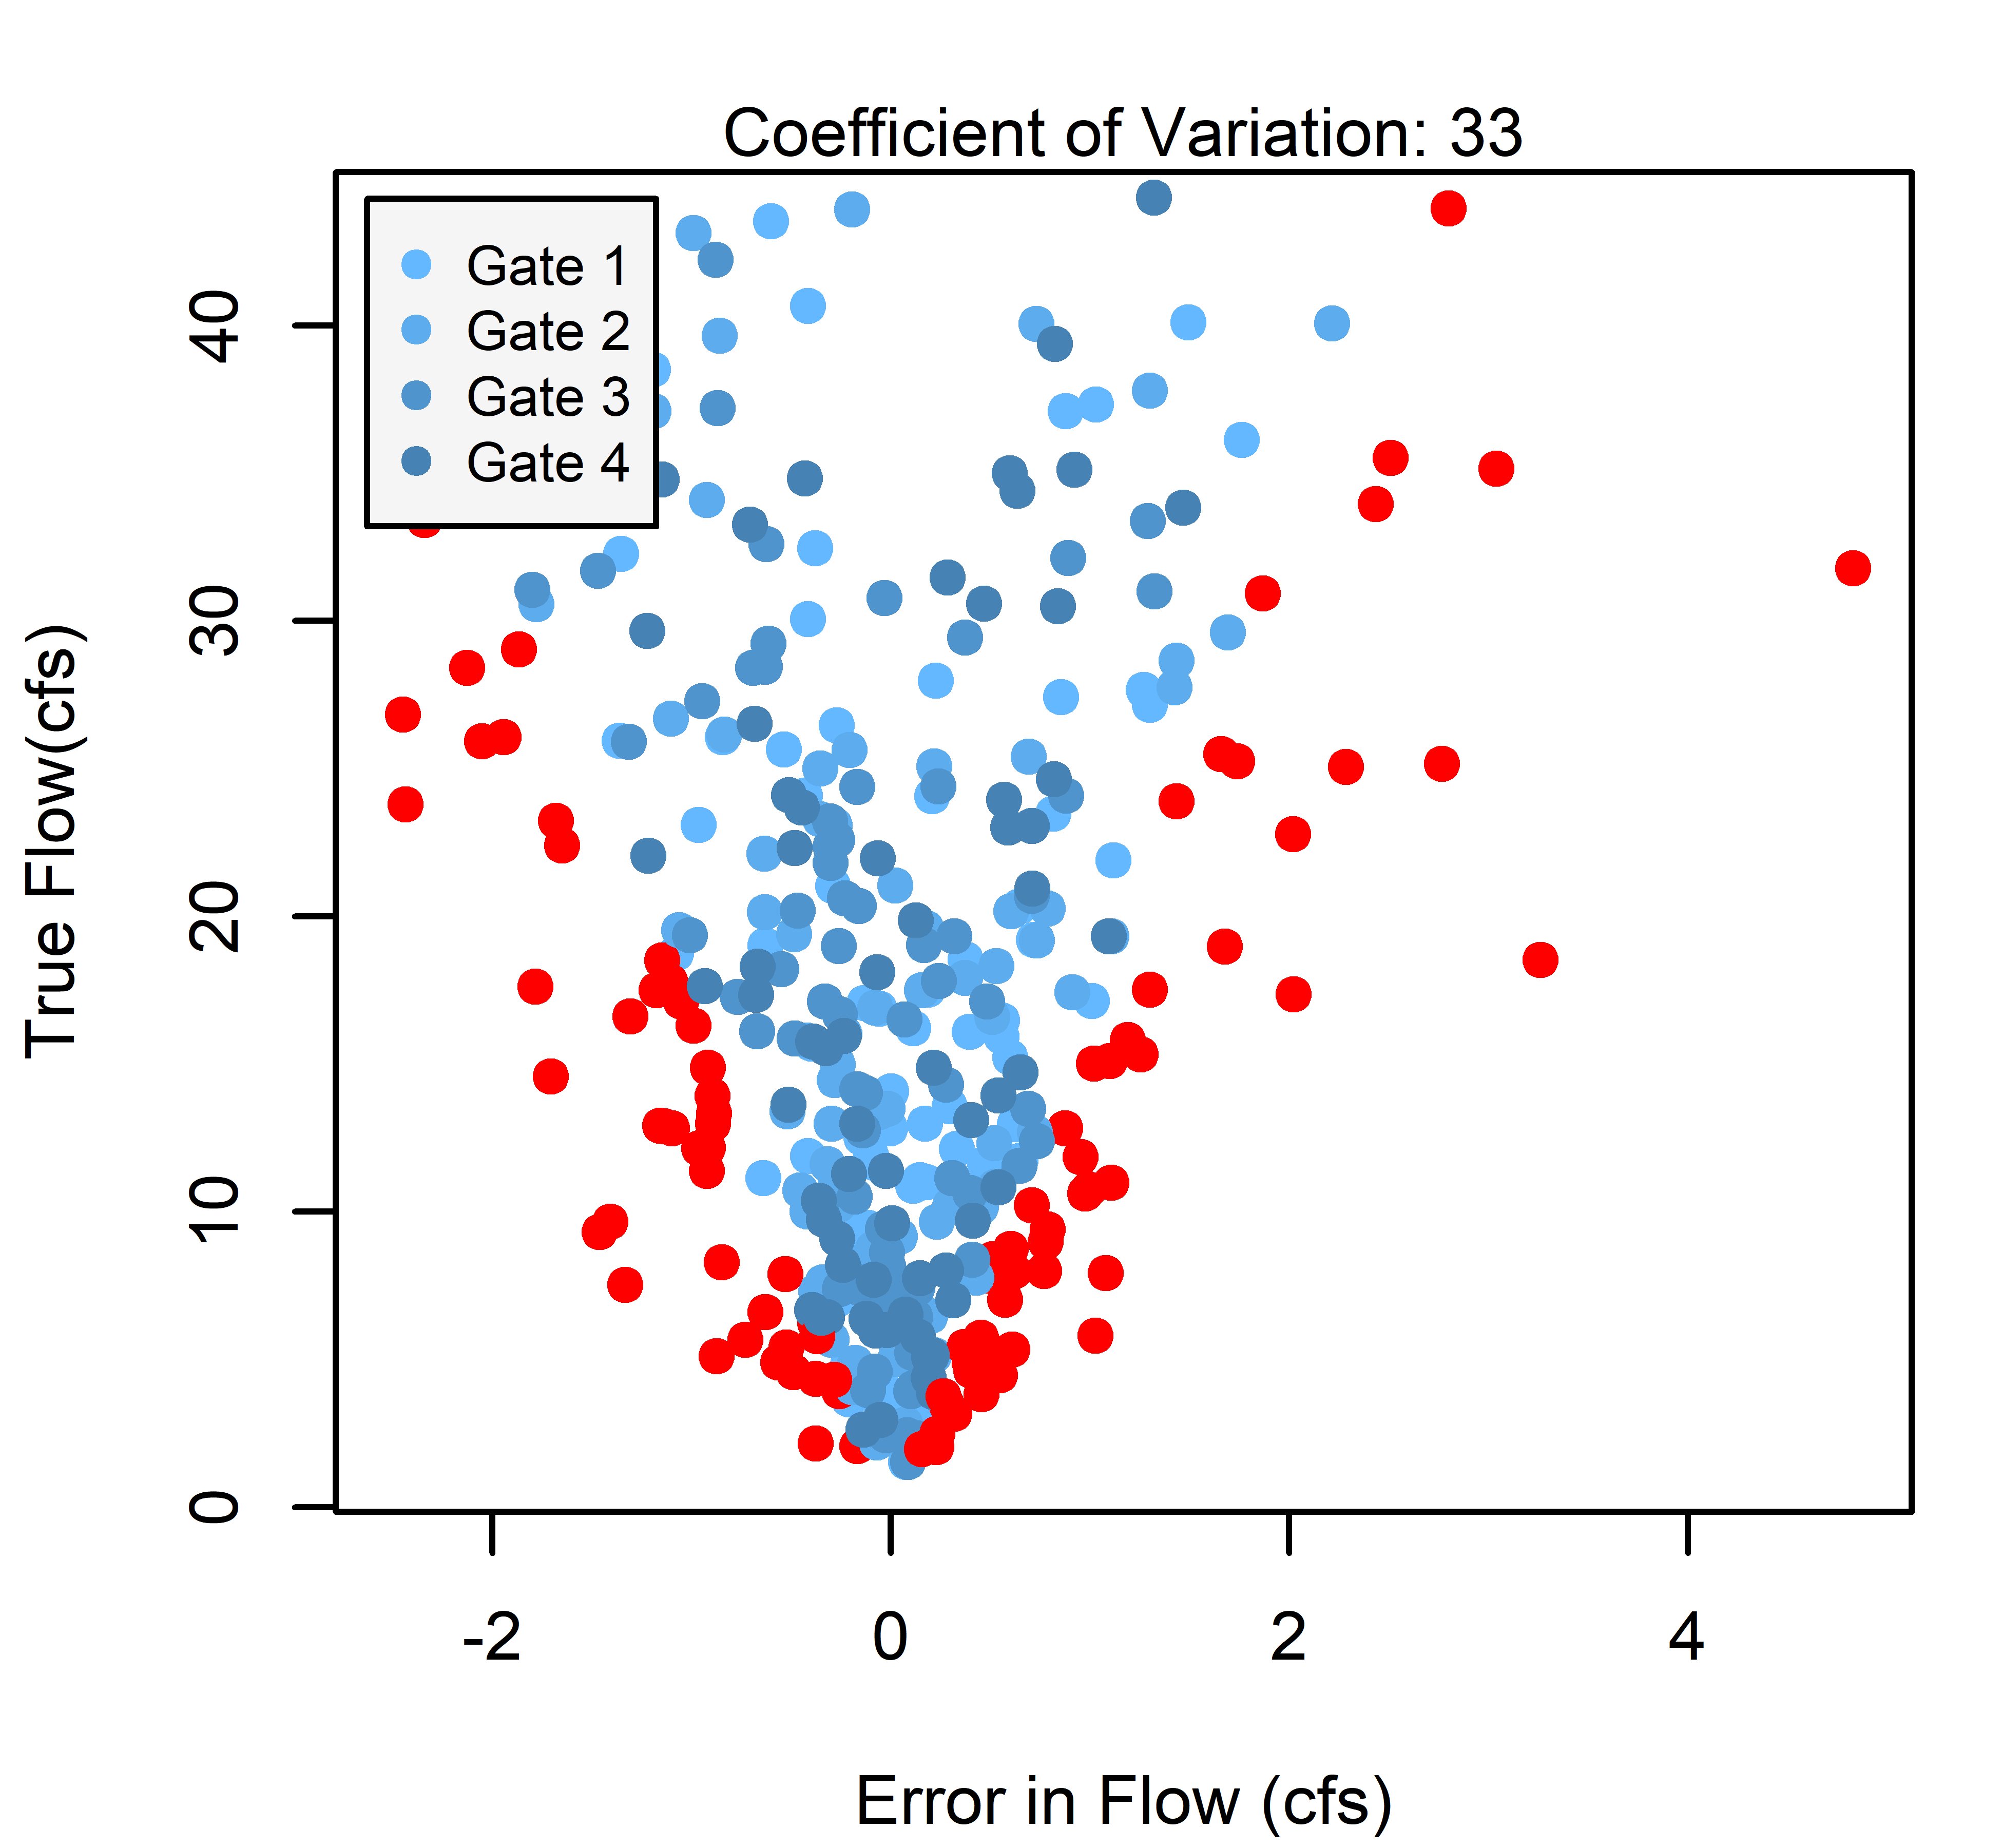 Coefficient of Variation: 33
Gate 1
Gate 2
Gate 3
Gate 4
True Flow(cfs)
40
30
20
10
0
-2 0 2 4
Error in Flow (cfs)